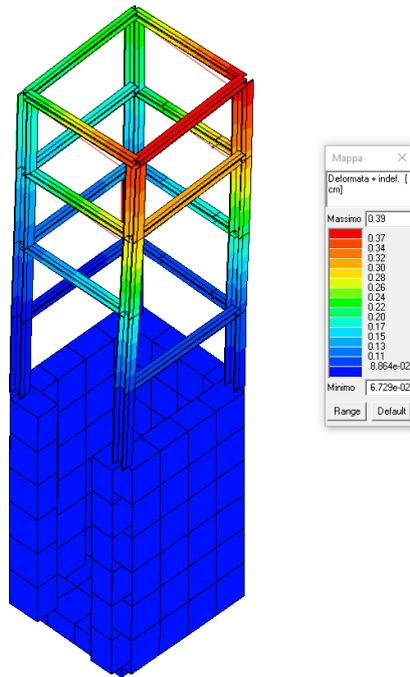 Mappa
Deformata + indef. [
cm]
Massimo 0.39
0.37
0.34
0.32
0.30
0.28
0.26
0.24
0.22
0.20
0.17
0.15
0.13
0.11
8.864e-02
Minimo 6.729e-02
Range Default